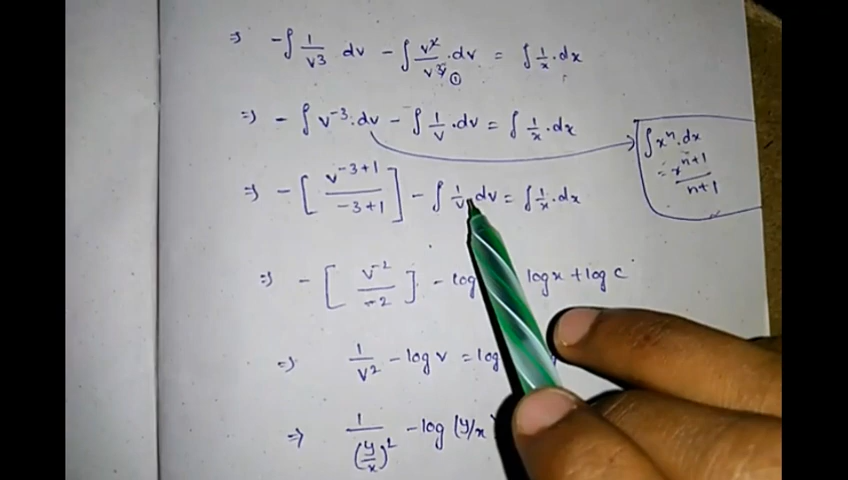 ⇒ -∫ 1/v³ dv - ∫ v²/v³ . dv = ∫ 1/x . dx
①
⇒ - ∫ v⁻³ . dv - ∫ 1/v . dv = ∫ 1/x . dx
∫ xⁿ . dx
= xⁿ⁺¹/n+1
⇒ - [ v⁻³⁺¹/-3+1 ] - ∫ 1/v dv = ∫ 1/x . dx
⇒ - [ v⁻²/-2 ] - log log x + log c
⇒ 1/v² - log v = log
⇒ 1/(y/x)² - log (y/x)